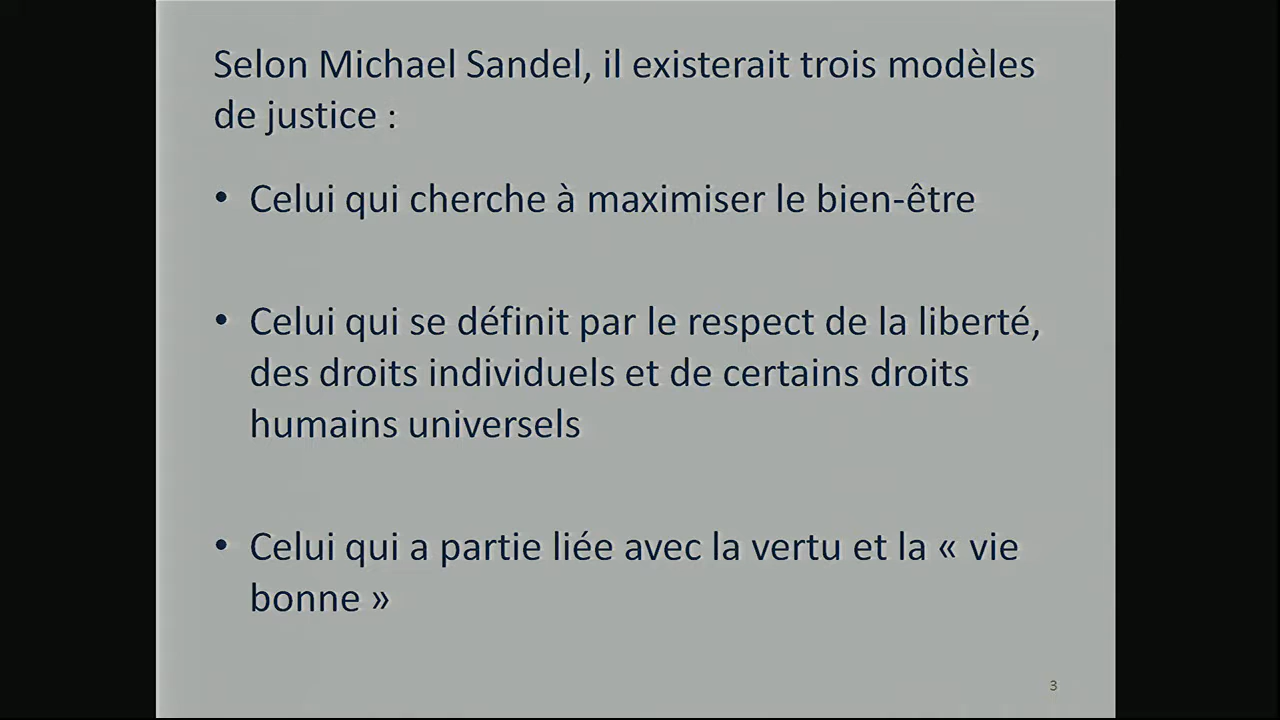 Selon Michael Sandel, il existerait trois modèles
de justice :
• Celui qui cherche à maximiser le bien-être
• Celui qui se définit par le respect de la liberté,
des droits individuels et de certains droits
humains universels
• Celui qui a partie liée avec la vertu et la « vie
bonne »
3